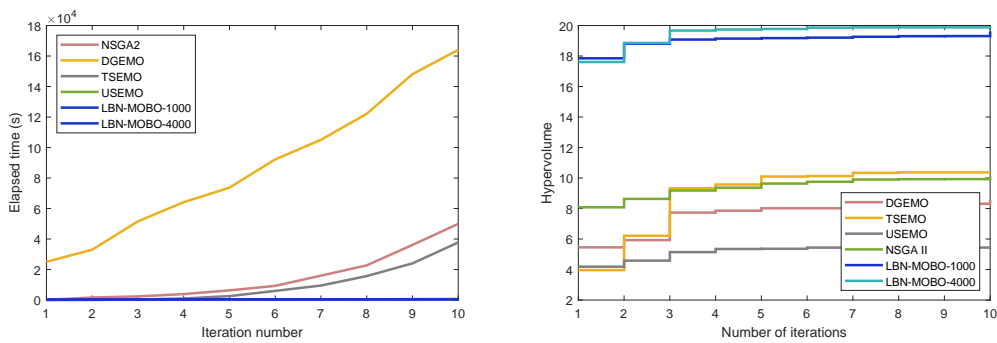 ×10⁴
18
16
14
12
10
8
6
4
2
0
Elapsed time (s)
NSGA2
DGEMO
TSEMO
USEMO
LBN-MOBO-1000
LBN-MOBO-4000
1 2 3 4 5 6 7 8 9 10
Iteration number
20
18
16
14
12
10
8
6
4
2
Hypervolume
DGEMO
TSEMO
USEMO
NSGA II
LBN-MOBO-1000
LBN-MOBO-4000
1 2 3 4 5 6 7 8 9 10
Number of iterations